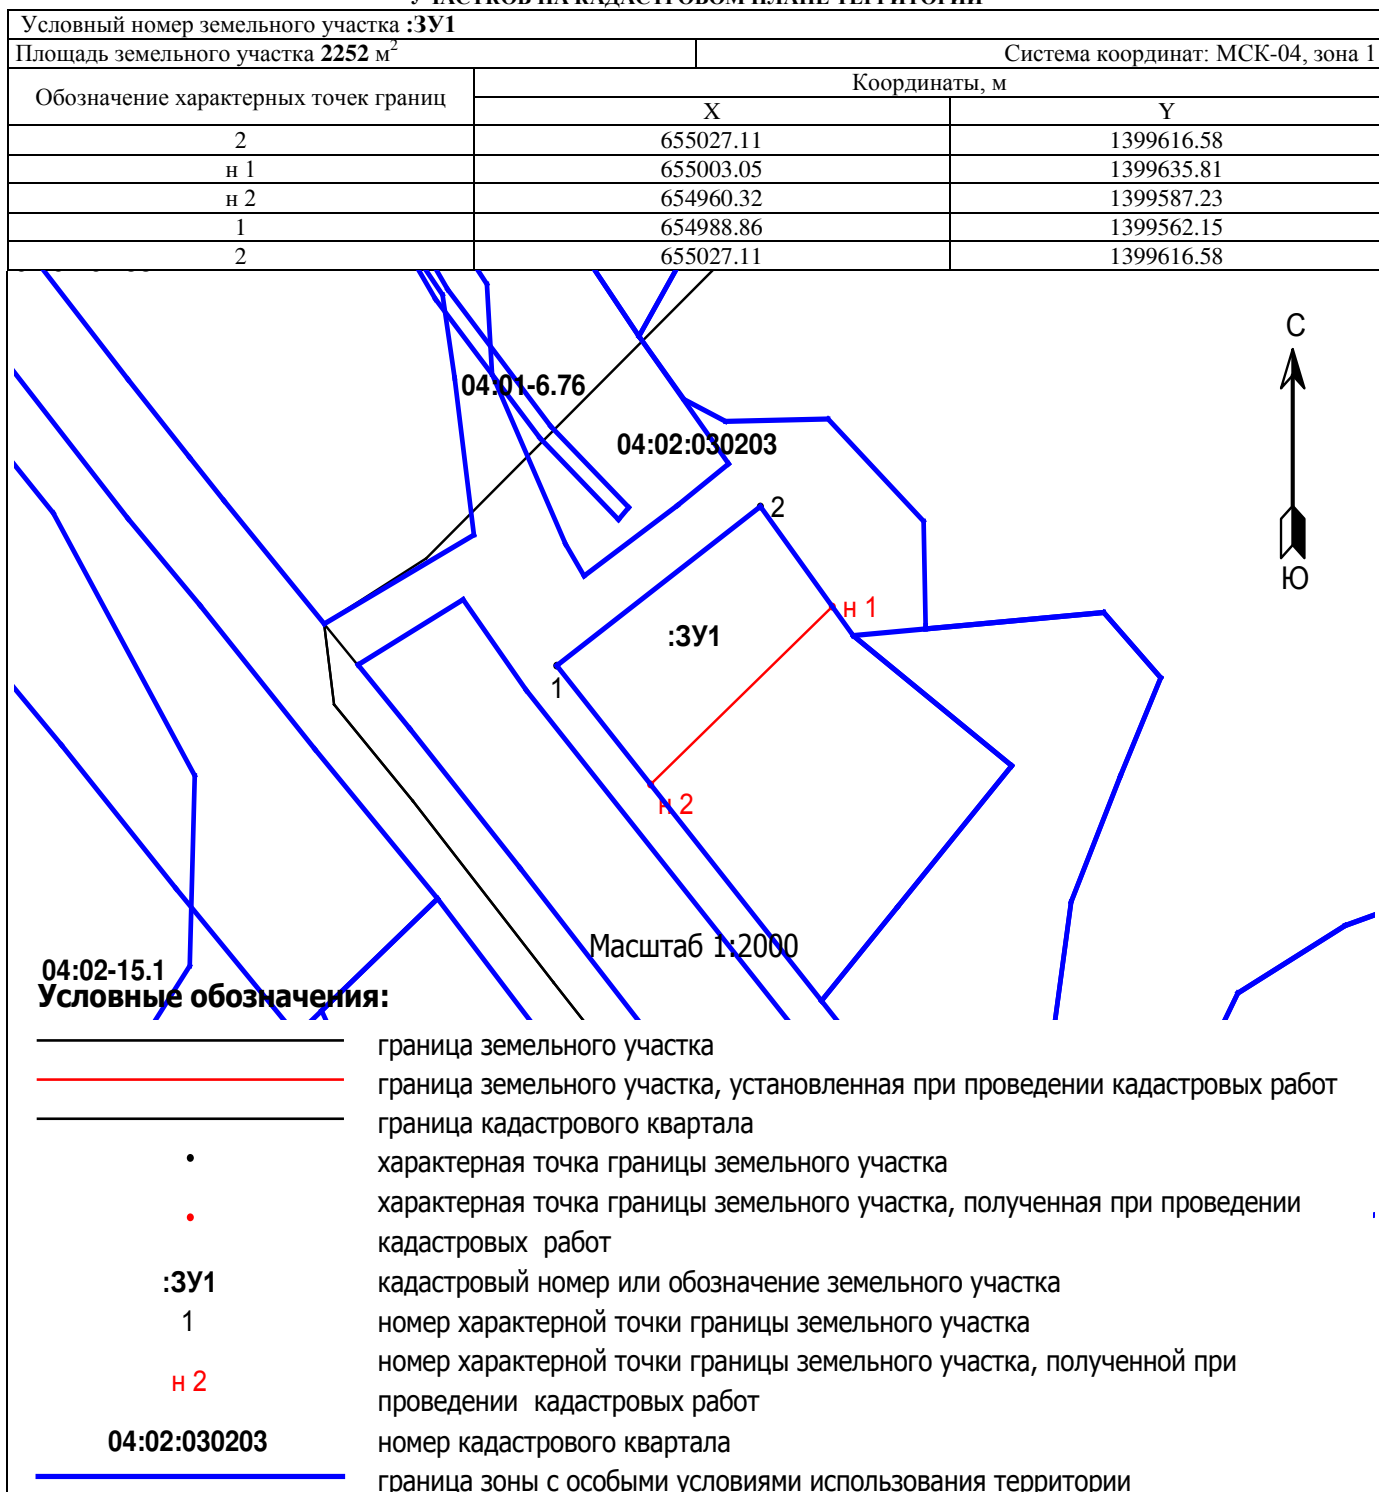 УЧАСТКОВ НА КАДАСТРОВОМ ПЛАНЕ ТЕРРИТОРИИ
Условный номер земельного участка :ЗУ1
Площадь земельного участка 2252 м² Система координат: МСК-04, зона 1
Обозначение характерных точек границ Координаты, м
X Y
2 655027.11 1399616.58
н 1 655003.05 1399635.81
н 2 654960.32 1399587.23
1 654988.86 1399562.15
2 655027.11 1399616.58
С
04:01-6.76
04:02:030203
2
Ю
н 1
:ЗУ1
1
н 2
Масштаб 1:2000
04:02-15.1
Условные обозначения:
граница земельного участка
граница земельного участка, установленная при проведении кадастровых работ
граница кадастрового квартала
характерная точка границы земельного участка
характерная точка границы земельного участка, полученная при проведении
кадастровых работ
:ЗУ1 кадастровый номер или обозначение земельного участка
1 номер характерной точки границы земельного участка
номер характерной точки границы земельного участка, полученной при
н 2
проведении кадастровых работ
04:02:030203 номер кадастрового квартала
граница зоны с особыми условиями использования территории